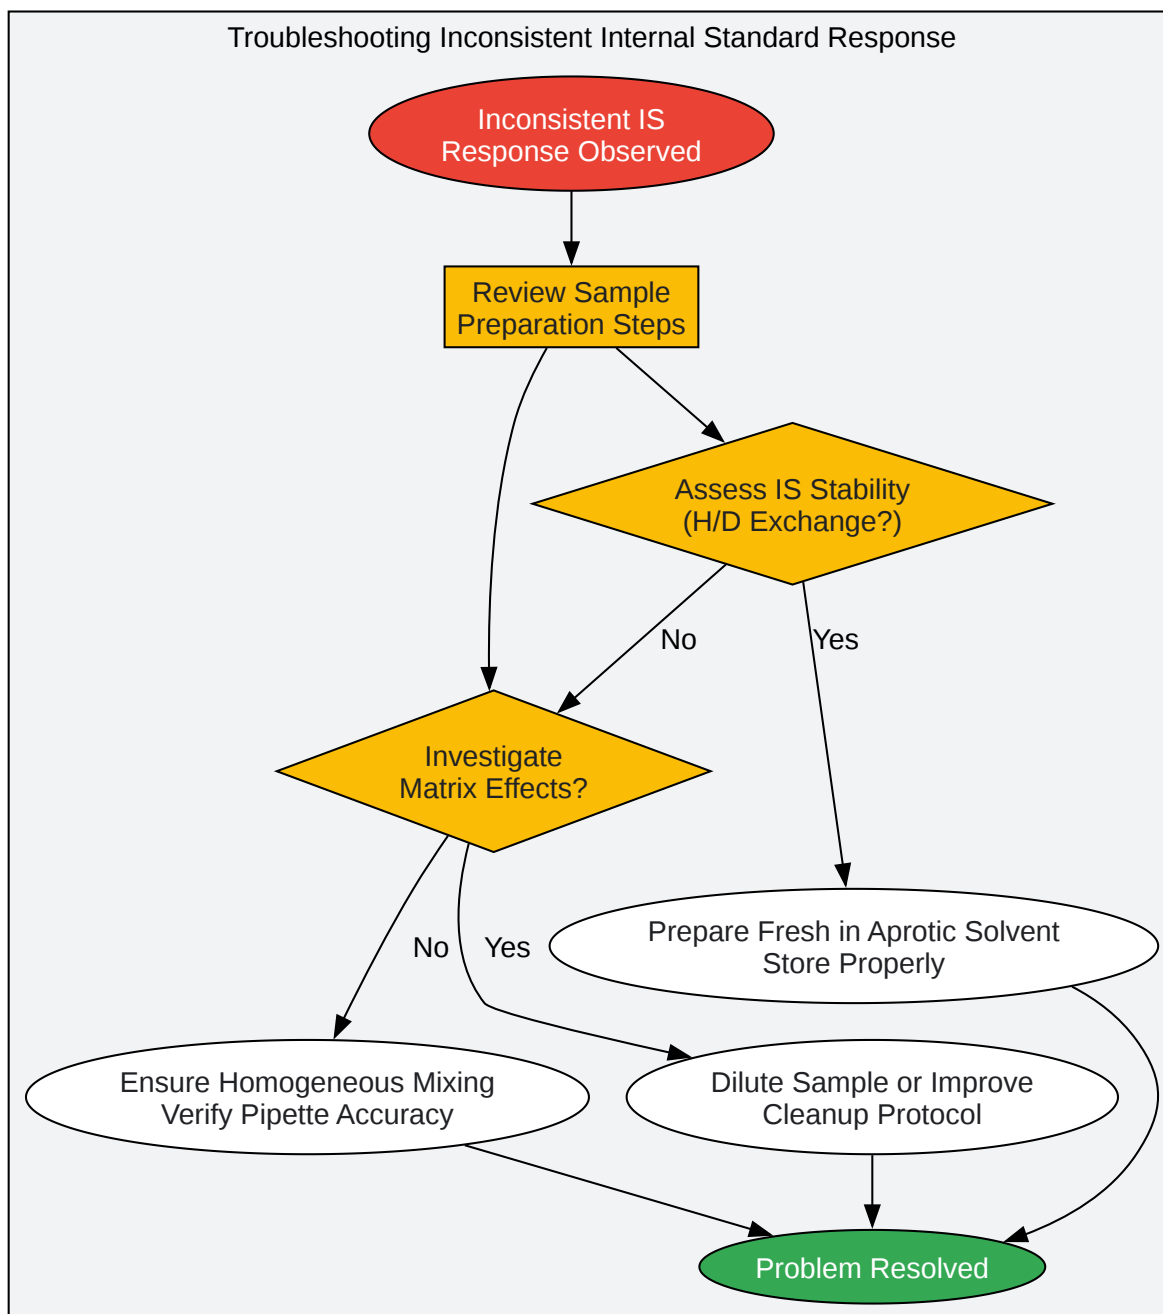 Troubleshooting Inconsistent Internal Standard Response
Inconsistent IS
Response Observed
Review Sample
Preparation Steps
Assess IS Stability
(H/D Exchange?)
No
Yes
Investigate
Matrix Effects?
No
Yes
Prepare Fresh in Aprotic Solvent
Store Properly
Ensure Homogeneous Mixing
Verify Pipette Accuracy
Dilute Sample or Improve
Cleanup Protocol
Problem Resolved